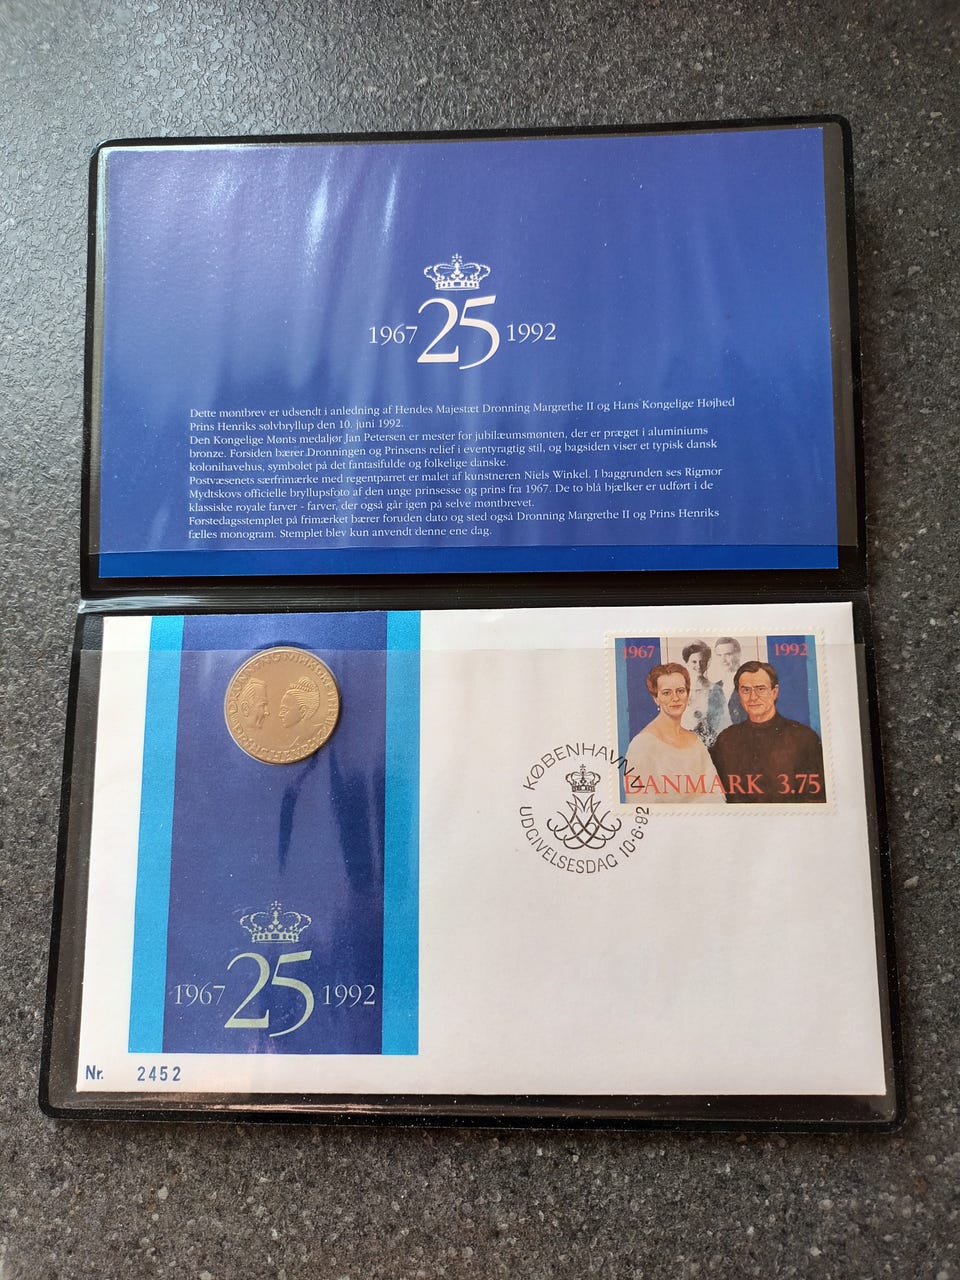 1967 25 1992
Dette møntbrev er udsendt i anledning af Hendes Majestæt Dronning Margrethe II og Hans Kongelige Højhed
Prins Henriks sølvbryllup den 10. juni 1992.
Den Kongelige Mønts medaljør Jan Petersen er mester for jubilæumsmønten, der er præget i aluminiums
bronze. Forsiden bærer Dronningen og Prinsens relief i eventyragtig stil, og bagsiden viser et typisk dansk
kolonihavehus, symbolet på det fantasifulde og folkelige danske.
Postvæsenets særfrimærke med regentparret er malet af kunstneren Niels Winkel. I baggrunden ses Rigmor
Mydtskovs officielle bryllupsfoto af den unge prinsesse og prins fra 1967. De to blå bjælker er udført i de
klassiske royale farver - farver, der også går igen på selve møntbrevet.
Førstedagsstemplet på frimærket bærer foruden dato og sted også Dronning Margrethe II og Prins Henriks
fælles monogram. Stemplet blev kun anvendt denne ene dag.
1967 1992
DANMARK 3.75
KØBENHAVN
UDGIVELSESDAG 10.6.92
1967 25 1992
Nr. 2452